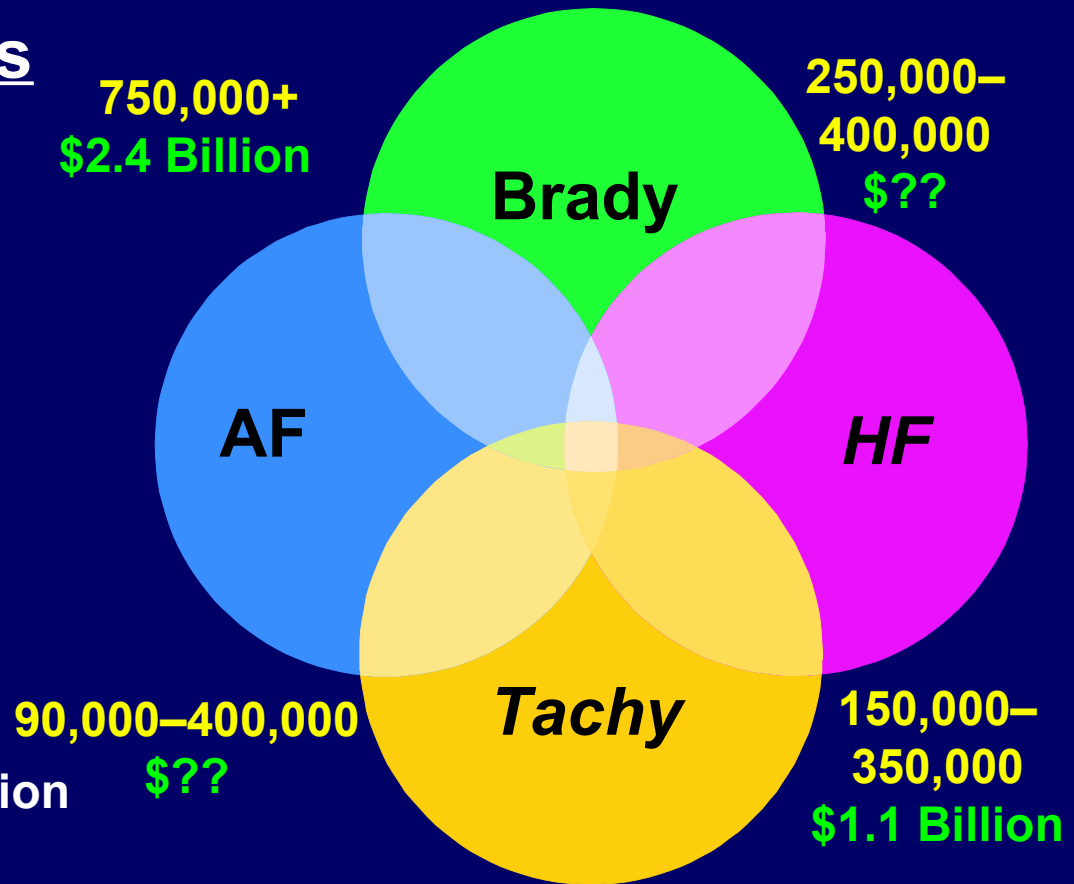 s
750,000+
$2.4 Billion
250,000–
400,000
$??
Brady
AF
HF
Tachy
90,000–400,000
$??
ion
150,000–
350,000
$1.1 Billion